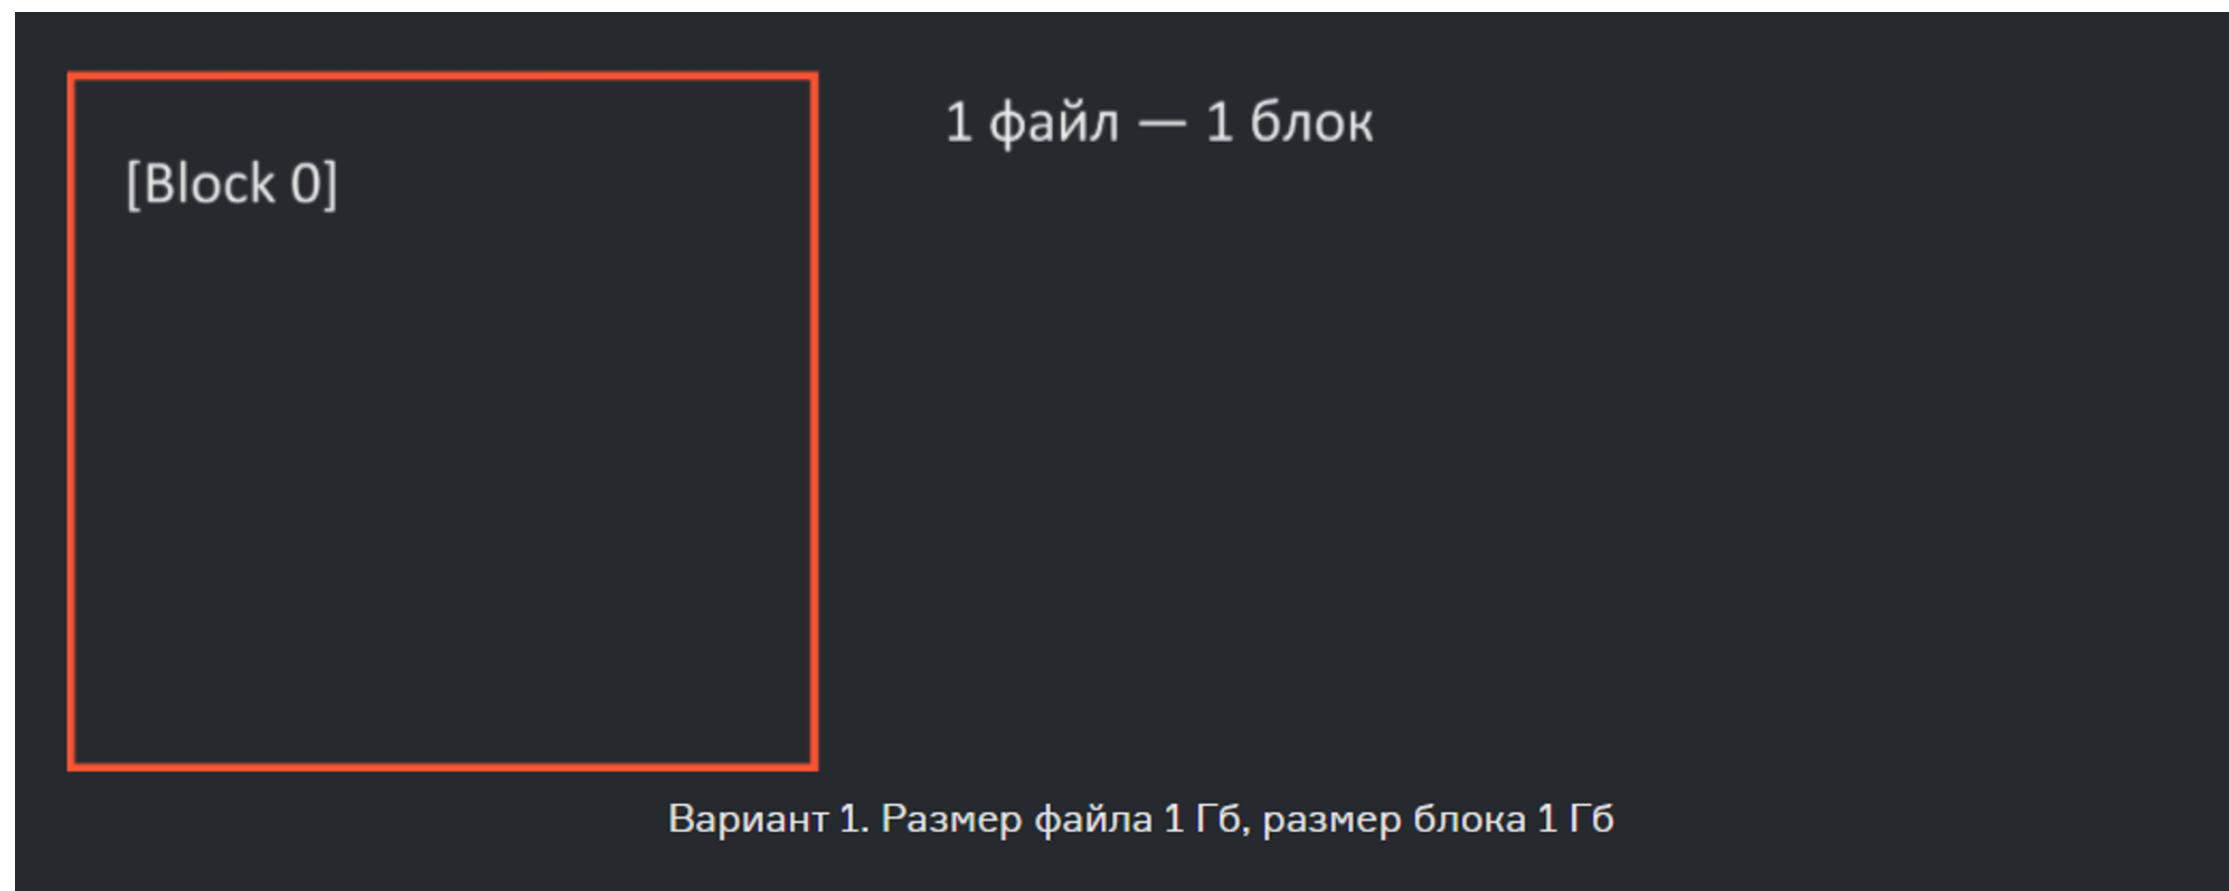 1 файл — 1 блок
[Block 0]
Вариант 1. Размер файла 1 Гб, размер блока 1 Гб